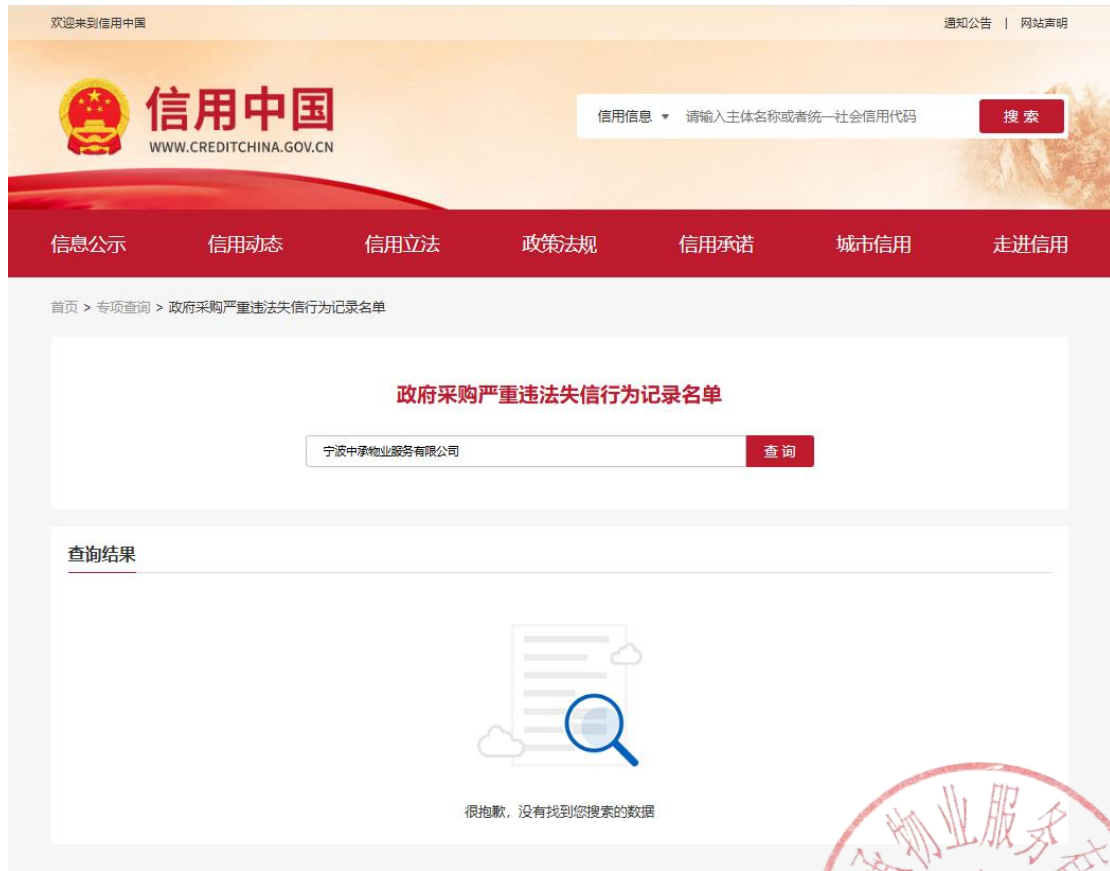 欢迎来到信用中国
通知公告 | 网站声明
信用中国
WWW.CREDITCHINA.GOV.CN
信用信息 请输入主体名称或者统一社会信用代码 搜索
信息公示 信用动态 信用立法 政策法规 信用承诺 城市信用 走进信用
首页 > 专项查询 > 政府采购严重违法失信行为记录名单
政府采购严重违法失信行为记录名单
宁波中承物业服务有限公司 查询
查询结果
很抱歉，没有找到您搜索的数据
承物业服务有